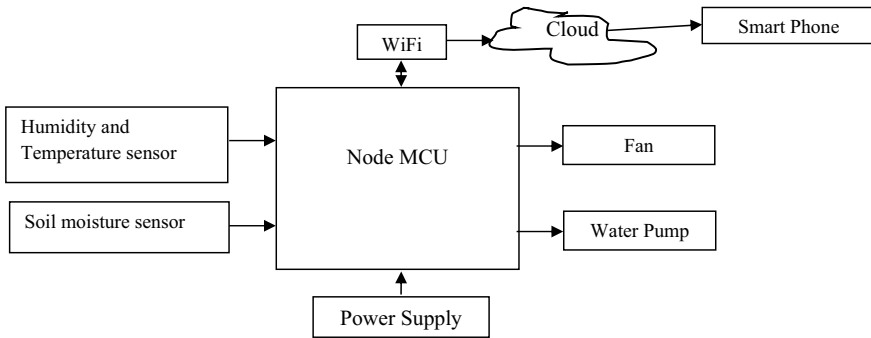 WiFi
Cloud
Smart Phone
Humidity and
Temperature sensor
Node MCU
Fan
Soil moisture sensor
Water Pump
Power Supply